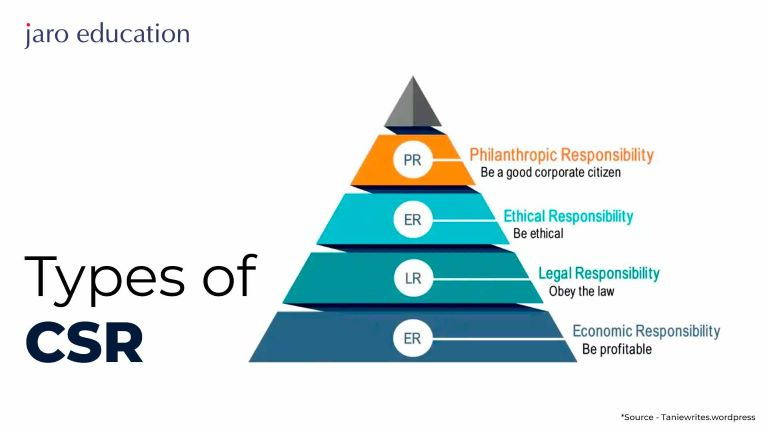 jaro education
PR
Philanthropic Responsibility
Be a good corporate citizen
ER
Ethical Responsibility
Be ethical
LR
Legal Responsibility
Obey the law
ER
Economic Responsibility
Be profitable
Types of
CSR
*Source - Taniewrites.wordpress